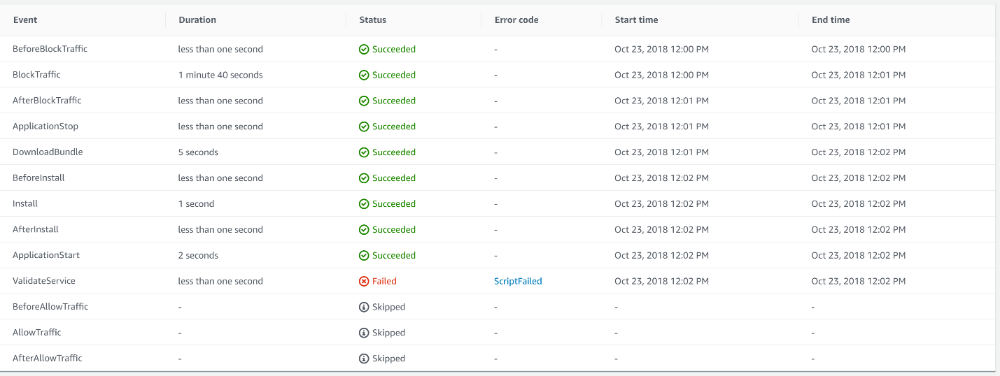 Event Duration Status Error code Start time End time
BeforeBlockTraffic less than one second Succeeded - Oct 23, 2018 12:00 PM Oct 23, 2018 12:00 PM
BlockTraffic 1 minute 40 seconds Succeeded - Oct 23, 2018 12:00 PM Oct 23, 2018 12:01 PM
AfterBlockTraffic less than one second Succeeded - Oct 23, 2018 12:01 PM Oct 23, 2018 12:01 PM
ApplicationStop less than one second Succeeded - Oct 23, 2018 12:01 PM Oct 23, 2018 12:01 PM
DownloadBundle 5 seconds Succeeded - Oct 23, 2018 12:01 PM Oct 23, 2018 12:02 PM
BeforeInstall less than one second Succeeded - Oct 23, 2018 12:02 PM Oct 23, 2018 12:02 PM
Install 1 second Succeeded - Oct 23, 2018 12:02 PM Oct 23, 2018 12:02 PM
AfterInstall less than one second Succeeded - Oct 23, 2018 12:02 PM Oct 23, 2018 12:02 PM
ApplicationStart 2 seconds Succeeded - Oct 23, 2018 12:02 PM Oct 23, 2018 12:02 PM
ValidateService less than one second Failed ScriptFailed Oct 23, 2018 12:02 PM Oct 23, 2018 12:02 PM
BeforeAllowTraffic - Skipped - - -
AllowTraffic - Skipped - - -
AfterAllowTraffic - Skipped - - -